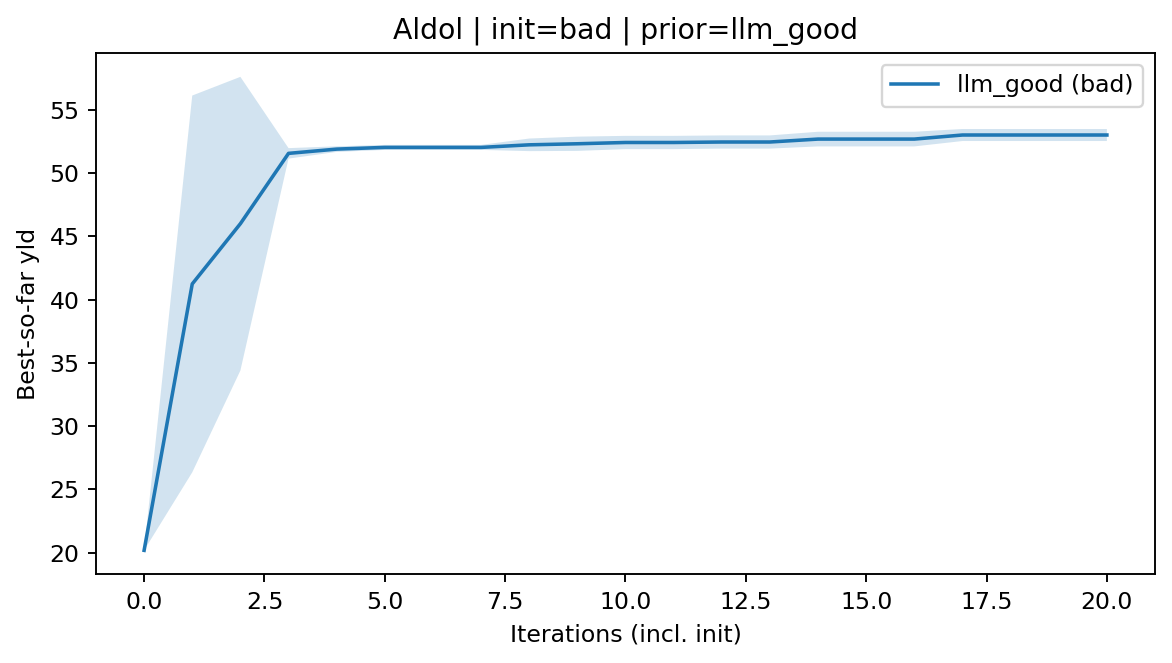 Aldol | init=bad | prior=llm_good
llm_good (bad)
Best-so-far yld
55
50
45
40
35
30
25
20
0.0 2.5 5.0 7.5 10.0 12.5 15.0 17.5 20.0
Iterations (incl. init)